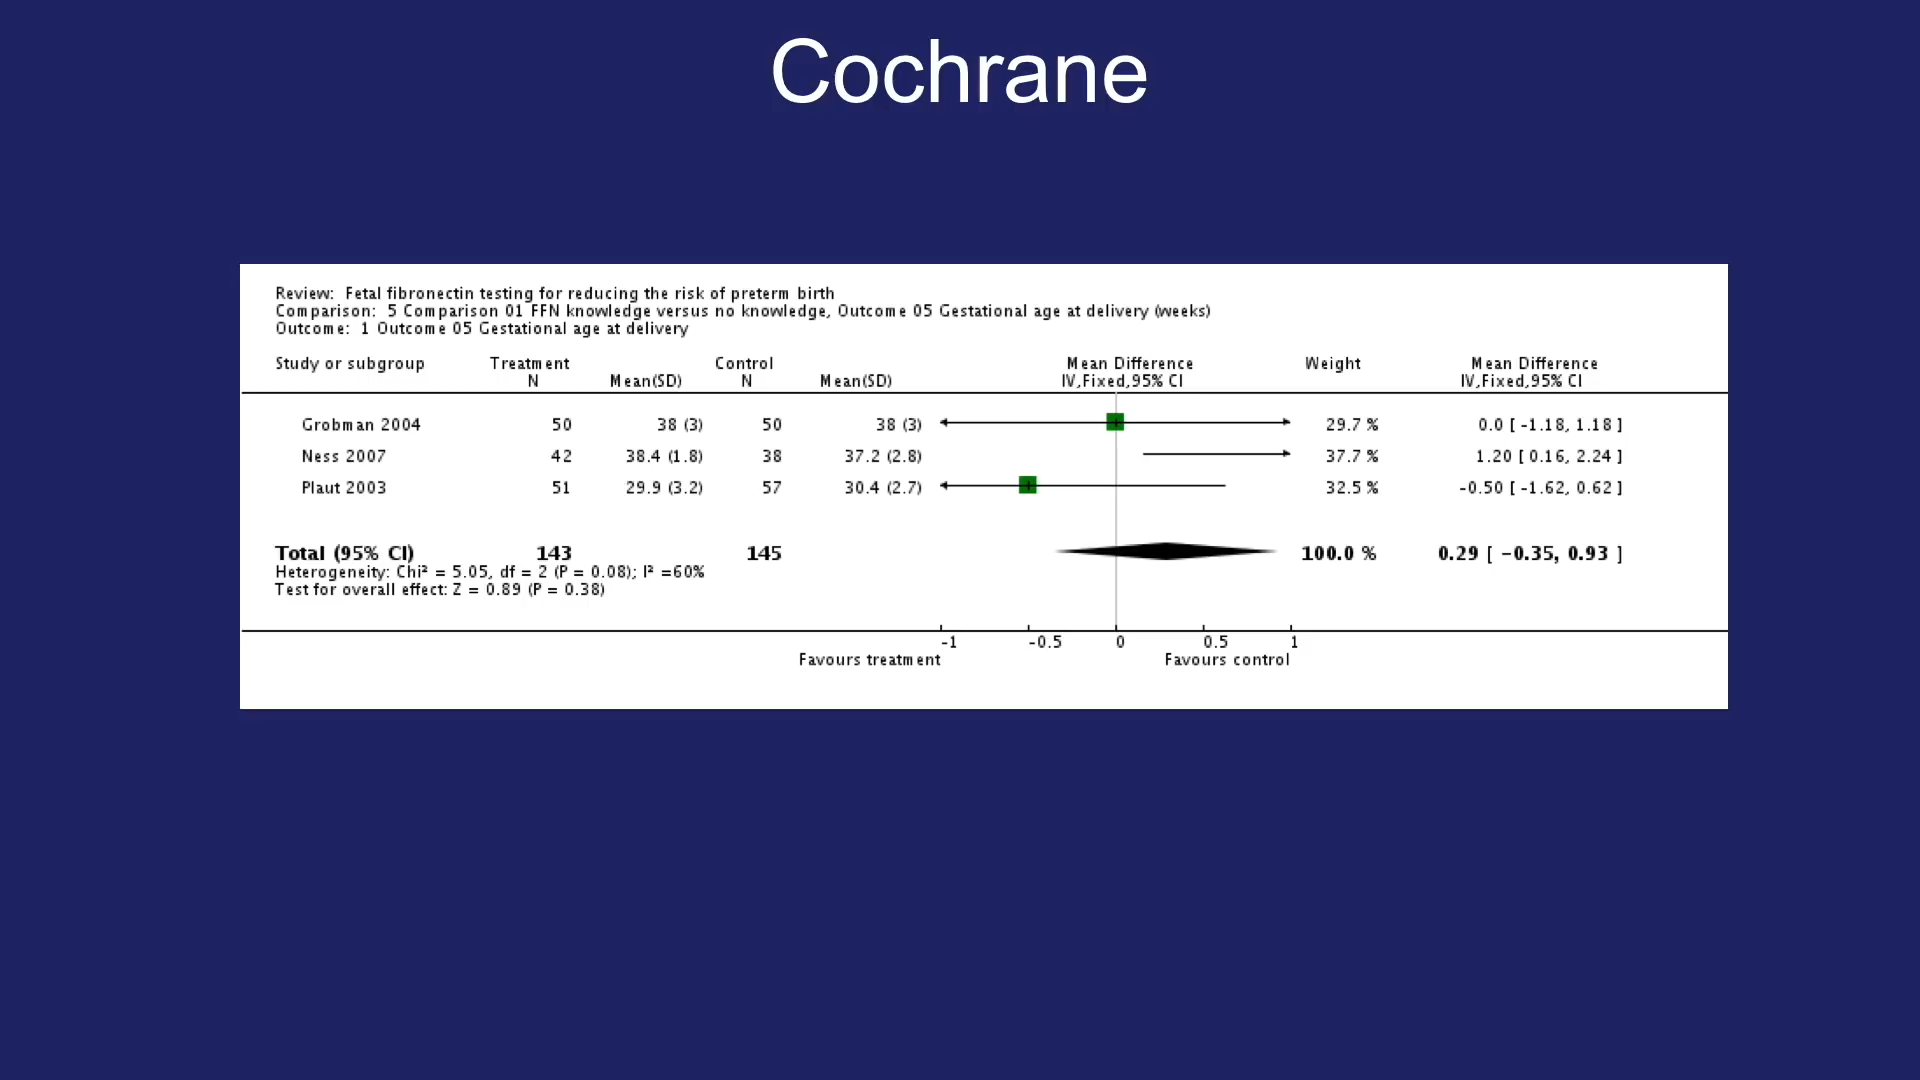 Cochrane
Review: Fetal fibronectin testing for reducing the risk of preterm birth
Comparison: 5 Comparison 01 FFN knowledge versus no knowledge, Outcome 05 Gestational age at delivery (weeks)
Outcome: 1 Outcome 05 Gestational age at delivery
Study or subgroup Treatment Control Mean Difference Weight Mean Difference
N Mean(SD) N Mean(SD) IV,Fixed,95% CI IV,Fixed,95% CI
Grobman 2004 50 38 (3) 50 38 (3) 29.7 % 0.0 [ -1.18, 1.18 ]
Ness 2007 42 38.4 (1.8) 38 37.2 (2.8) 37.7 % 1.20 [ 0.16, 2.24 ]
Plaut 2003 51 29.9 (3.2) 57 30.4 (2.7) 32.5 % -0.50 [ -1.62, 0.62 ]
Total (95% CI) 143 145 100.0 % 0.29 [ -0.35, 0.93 ]
Heterogeneity: Chi² = 5.05, df = 2 (P = 0.08); I² =60%
Test for overall effect: Z = 0.89 (P = 0.38)
-1 -0.5 0 0.5 1
Favours treatment Favours control